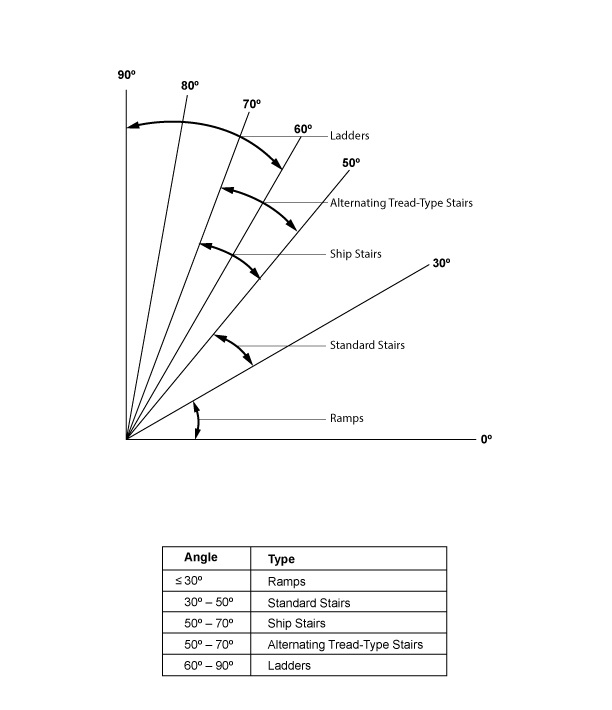 90º
80º
70º
60º
Ladders
50º
Alternating Tread-Type Stairs
Ship Stairs
30º
Standard Stairs
Ramps
0º
Angle Type
≤ 30º Ramps
30º – 50º Standard Stairs
50º – 70º Ship Stairs
50º – 70º Alternating Tread-Type Stairs
60º – 90º Ladders